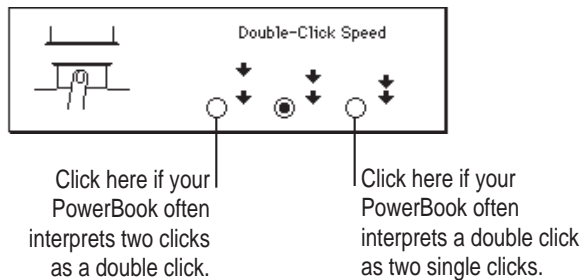 Double-Click Speed
Click here if your
PowerBook often
interprets two clicks
as a double click.
Click here if your
PowerBook often
interprets a double click
as two single clicks.